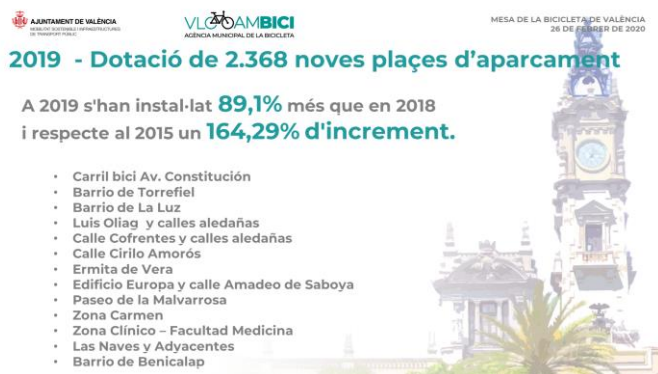 AJUNTAMENT DE VALÈNCIA
MOBILITAT SOSTENIBLE I INFRAESTRUCTURES
DE TRANSPORT PÚBLIC
VLCAMBICI
AGÈNCIA MUNICIPAL DE LA BICICLETA
MESA DE LA BICICLETA DE VALÈNCIA
26 DE FEBRER DE 2020
2019 - Dotació de 2.368 noves plaçes d’aparcament
A 2019 s'han instal·lat 89,1% més que en 2018
i respecte al 2015 un 164,29% d'increment.
• Carril bici Av. Constitución
• Barrio de Torrefiel
• Barrio de La Luz
• Luis Oliag y calles aledañas
• Calle Cofrentes y calles aledañas
• Calle Cirilo Amorós
• Ermita de Vera
• Edificio Europa y calle Amadeo de Saboya
• Paseo de la Malvarrosa
• Zona Carmen
• Zona Clínico – Facultad Medicina
• Las Naves y Adyacentes
• Barrio de Benicalap